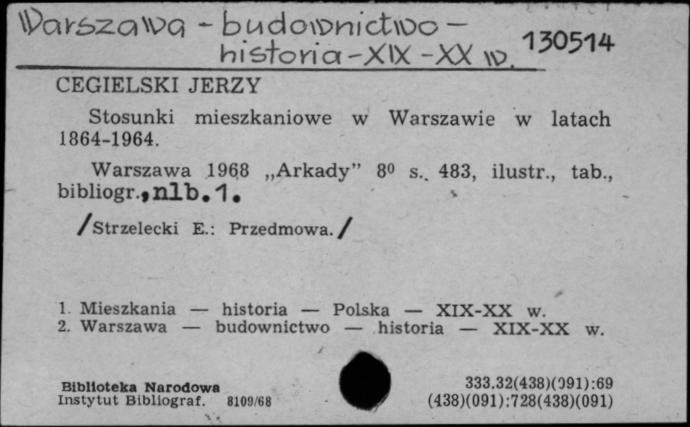 Warszawa - budownictwo -
historia - XIX - XX w. 130514
CEGIELSKI JERZY
Stosunki mieszkaniowe w Warszawie w latach
1864-1964.
Warszawa 1968 „Arkady” 8⁰ s. 483, ilustr., tab.,
bibliogr., nlb. 1.
/Strzelecki E.: Przedmowa./
1. Mieszkania — historia — Polska — XIX-XX w.
2. Warszawa — budownictwo — historia — XIX-XX w.
Biblioteka Narodowa 333.32(438)(091):69
Instytut Bibliograf. 8109/68 (438)(091):728(438)(091)